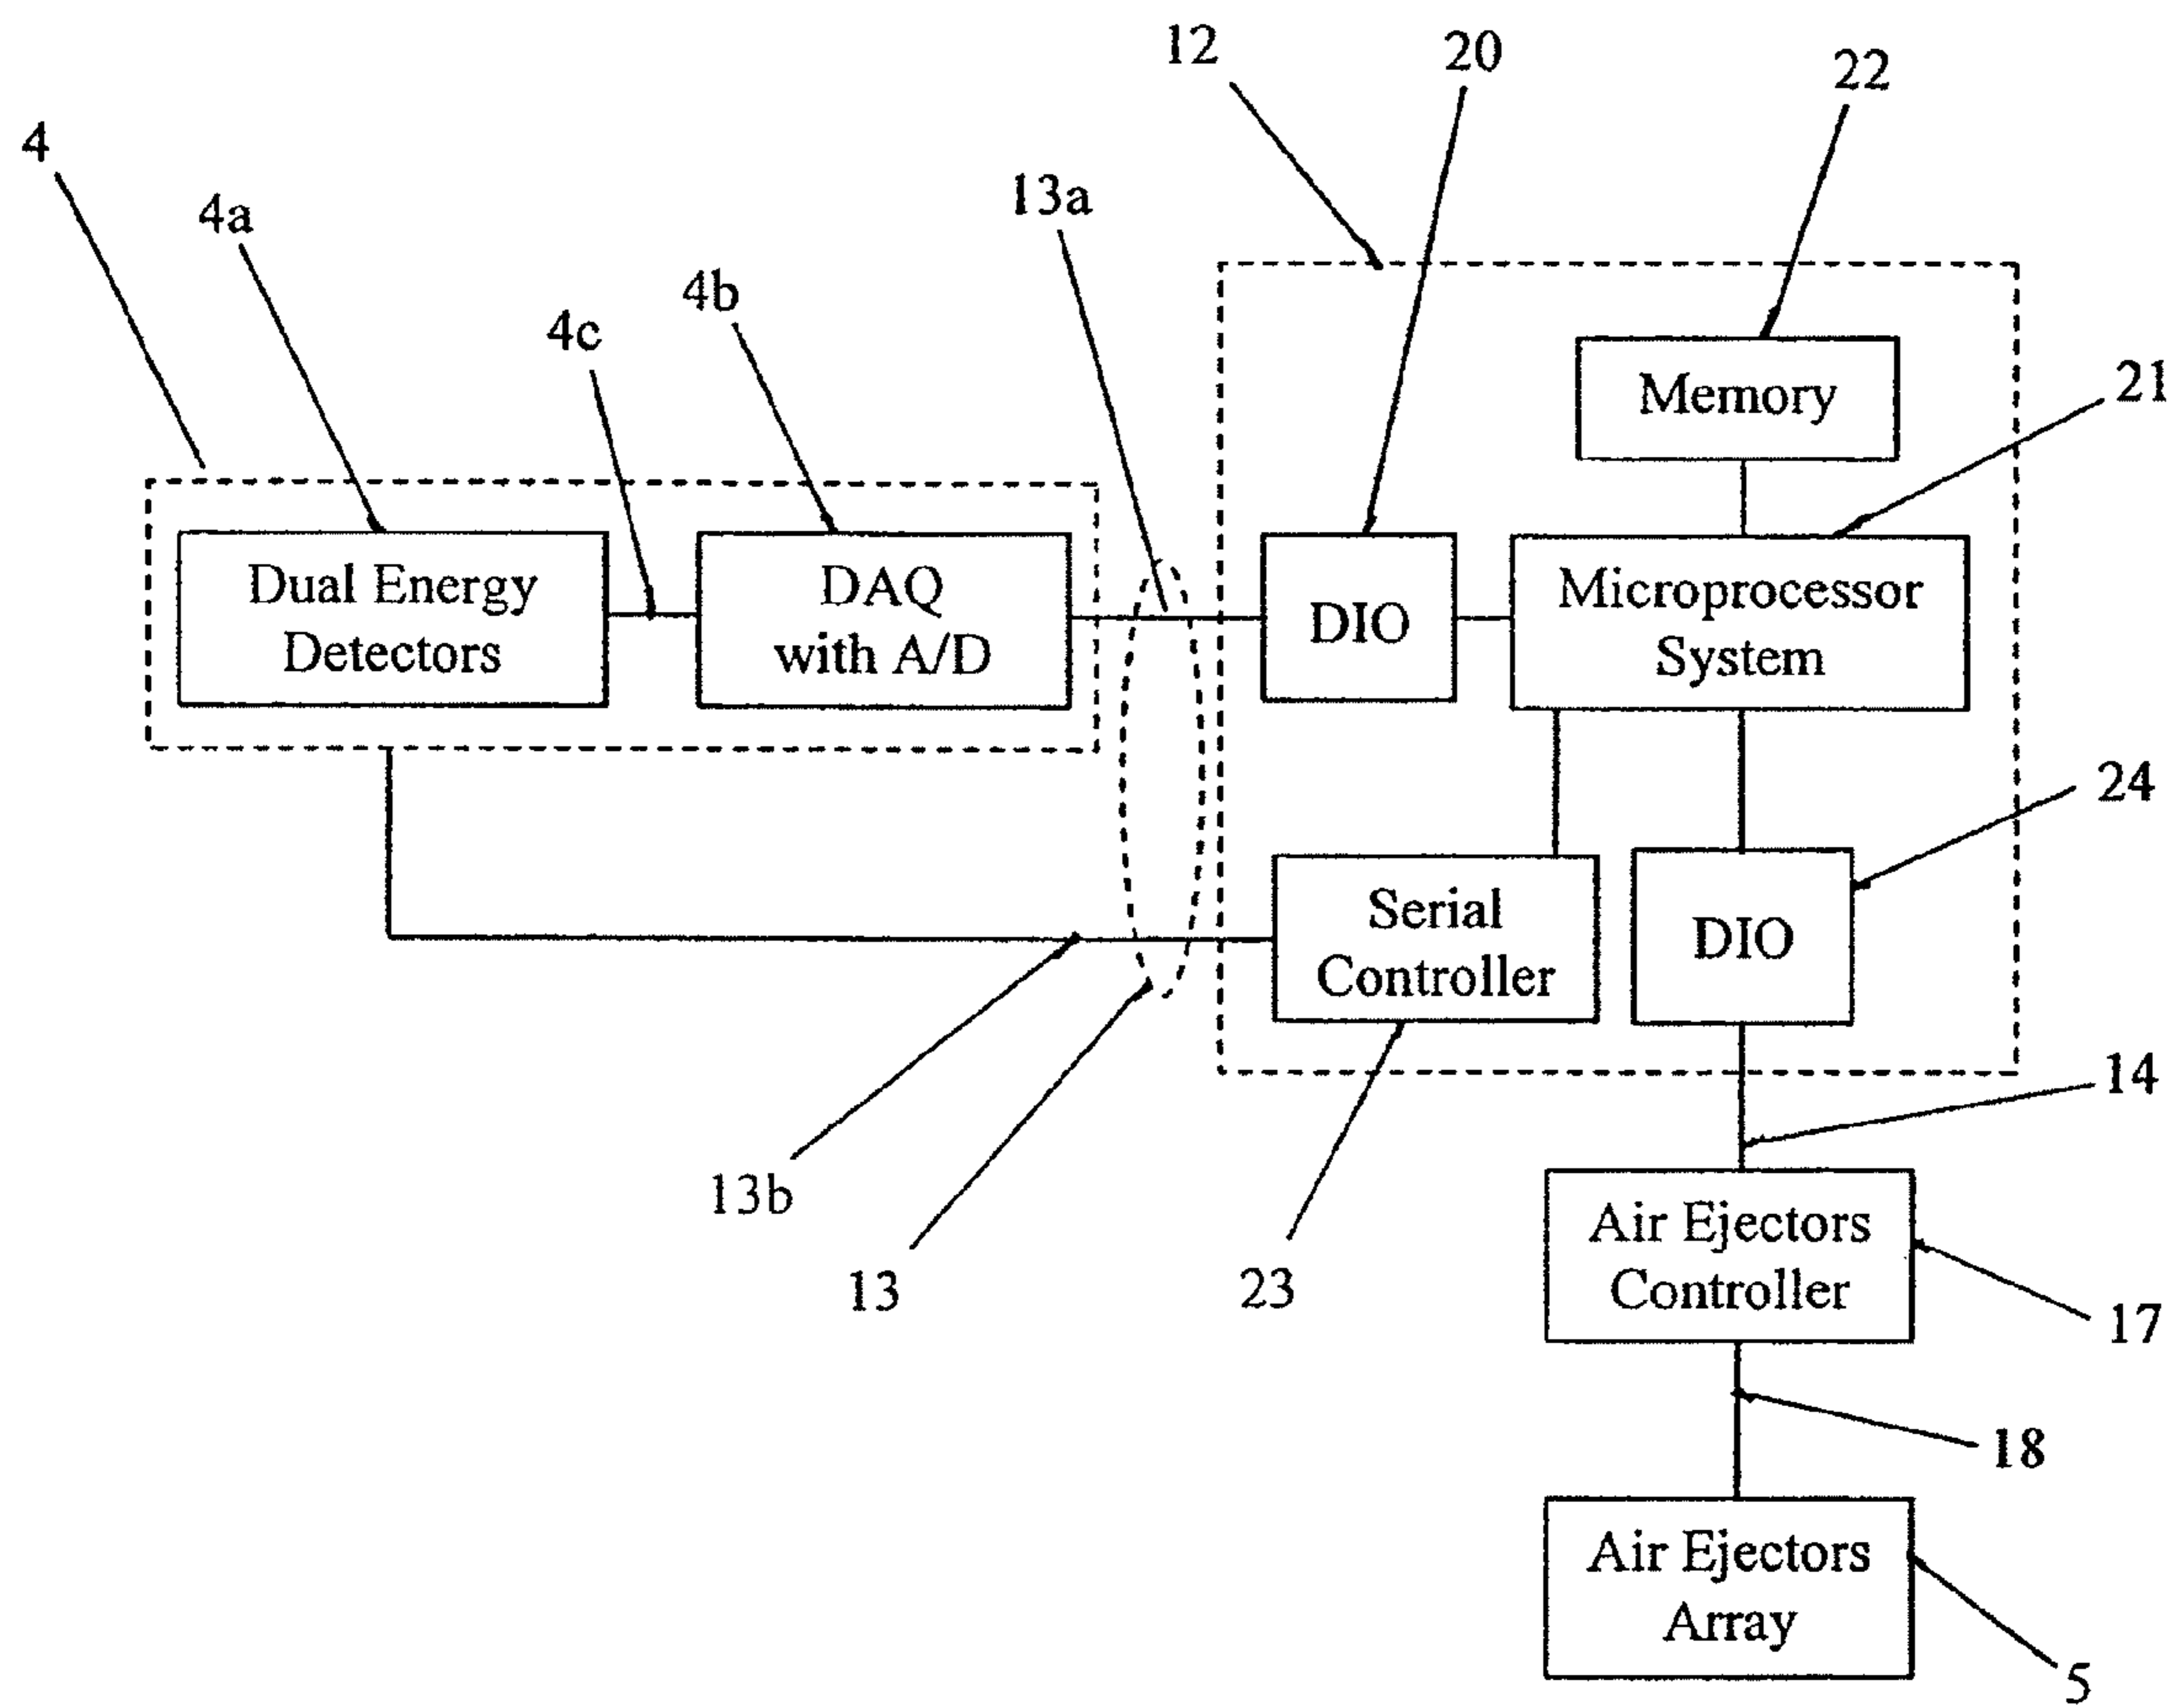 12
20
22
4
4a
13a
4b
4c
21
Memory
Dual Energy
Detectors
DAQ
with A/D
DIO
Microprocessor
System
24
Serial
Controller
DIO
14
13b
13
23
Air Ejectors
Controller
17
18
Air Ejectors
Array
5